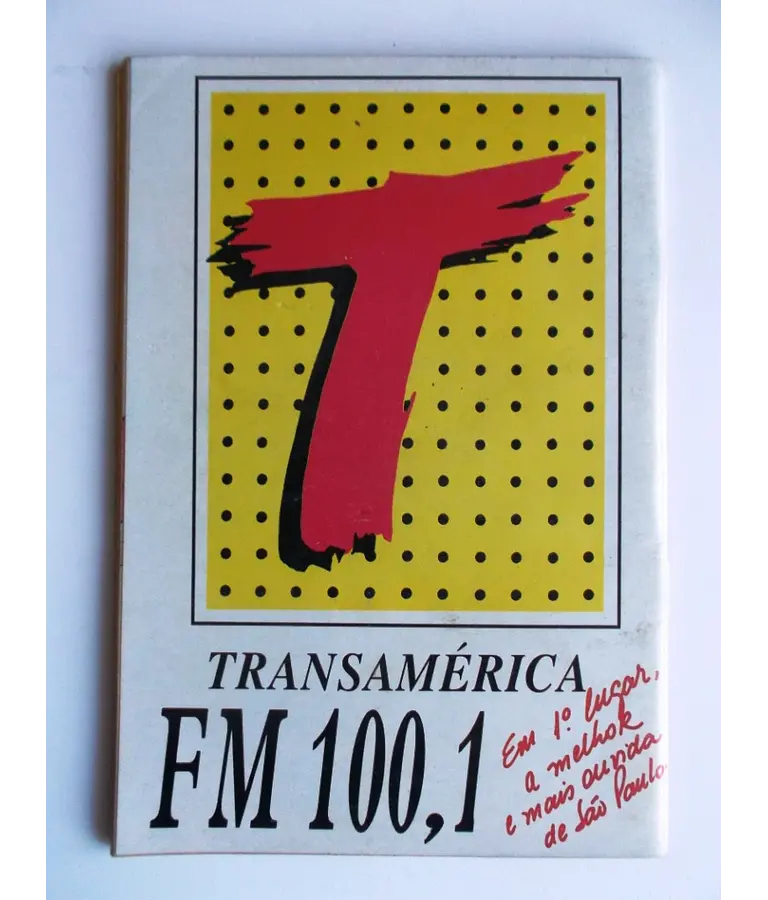 T
TRANSAMÉRICA
FM 100,1
Em 1º lugar,
a melhor
e mais ouvida
de São Paulo.